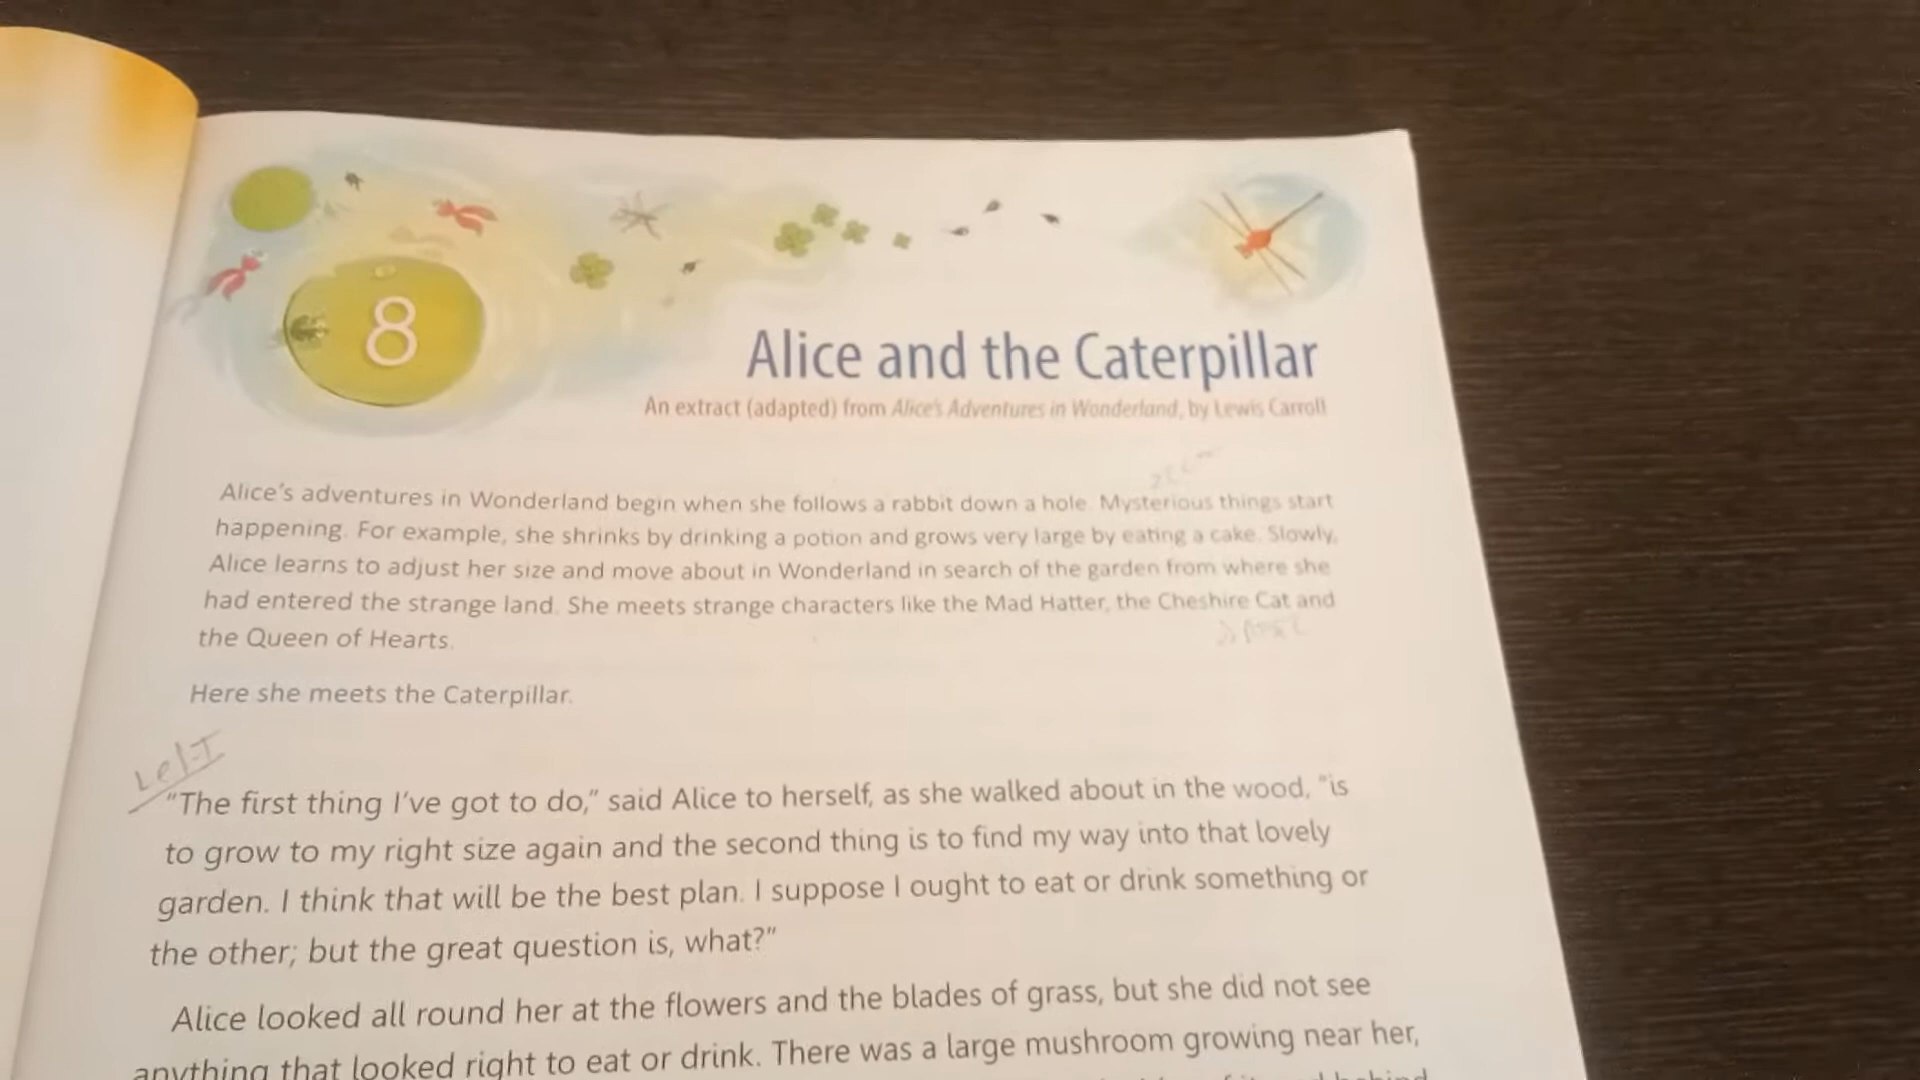 8
Alice and the Caterpillar
An extract (adapted) from Alice's Adventures in Wonderland, by Lewis Carroll
Alice's adventures in Wonderland begin when she follows a rabbit down a hole. Mysterious things start
happening. For example, she shrinks by drinking a potion and grows very large by eating a cake. Slowly,
Alice learns to adjust her size and move about in Wonderland in search of the garden from where she
had entered the strange land. She meets strange characters like the Mad Hatter, the Cheshire Cat and
the Queen of Hearts.
Here she meets the Caterpillar.
"The first thing I've got to do," said Alice to herself, as she walked about in the wood, "is
to grow to my right size again and the second thing is to find my way into that lovely
garden. I think that will be the best plan. I suppose I ought to eat or drink something or
the other; but the great question is, what?"
Alice looked all round her at the flowers and the blades of grass, but she did not see
anything that looked right to eat or drink. There was a large mushroom growing near her,